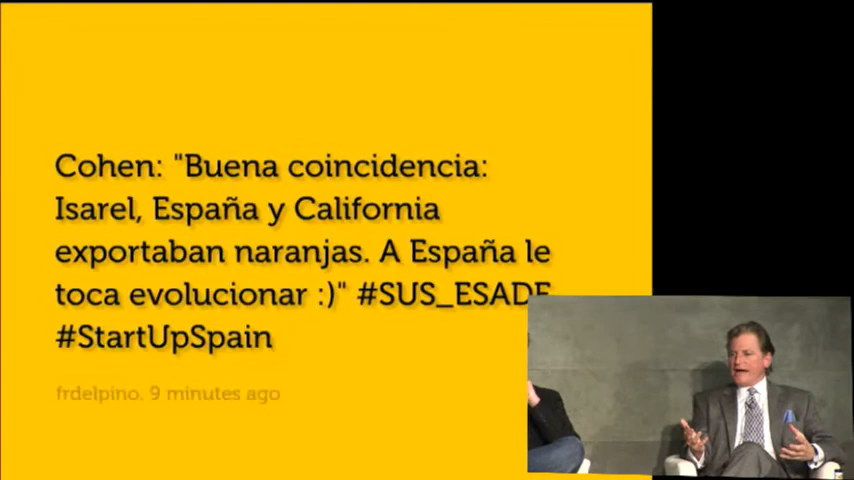 Cohen: "Buena coincidencia:
Isarel, España y California
exportaban naranjas. A España le
toca evolucionar :)" #SUS_ESADE
#StartUpSpain
frdelpino, 9 minutes ago